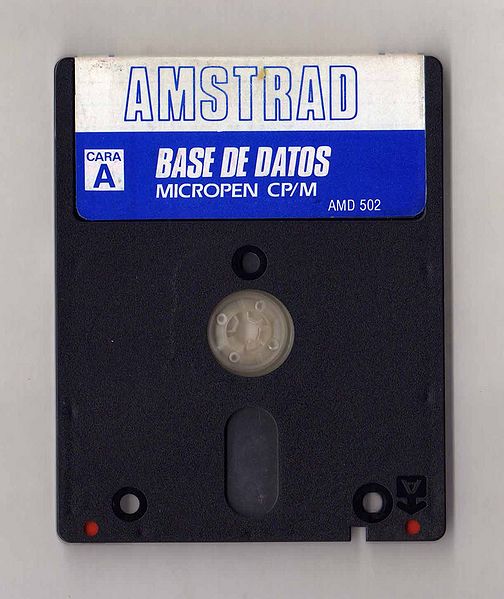 AMSTRAD
CARA
A
BASE DE DATOS
MICROPEN CP/M
AMD 502
A